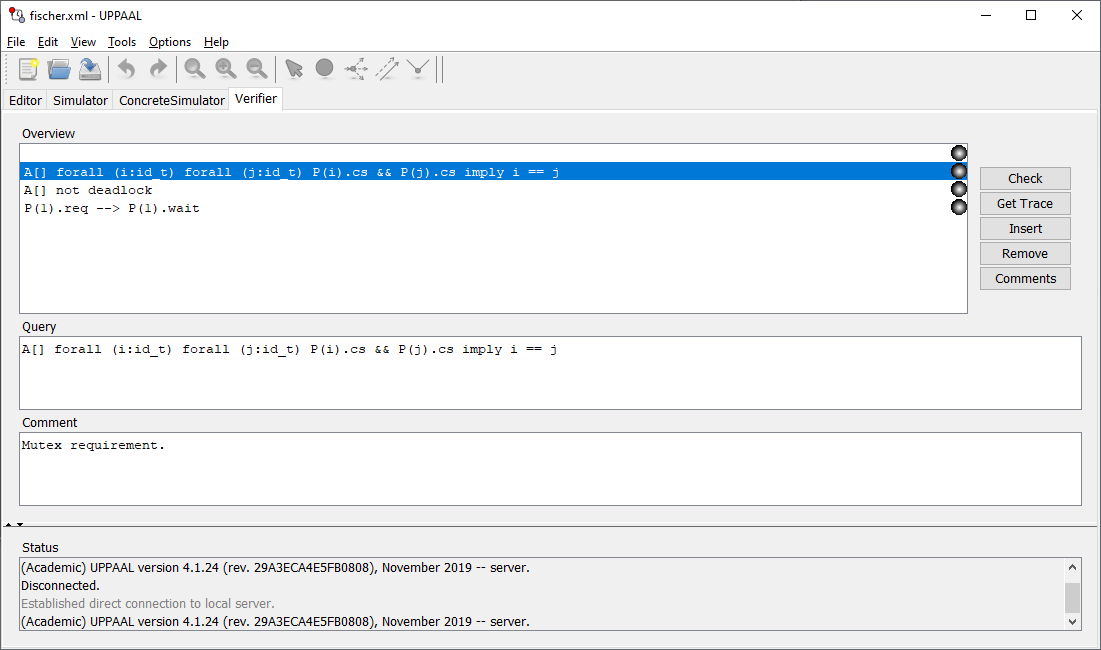 fischer.xml - UPPAAL
File Edit View Tools Options Help
Editor Simulator ConcreteSimulator Verifier
Overview
A[] forall (i:id_t) forall (j:id_t) P(i).cs && P(j).cs imply i == j
A[] not deadlock
P(1).req --> P(1).wait
Check
Get Trace
Insert
Remove
Comments
Query
A[] forall (i:id_t) forall (j:id_t) P(i).cs && P(j).cs imply i == j
Comment
Mutex requirement.
Status
(Academic) UPPAAL version 4.1.24 (rev. 29A3ECA4E5FB0808), November 2019 -- server.
Disconnected.
Established direct connection to local server.
(Academic) UPPAAL version 4.1.24 (rev. 29A3ECA4E5FB0808), November 2019 -- server.